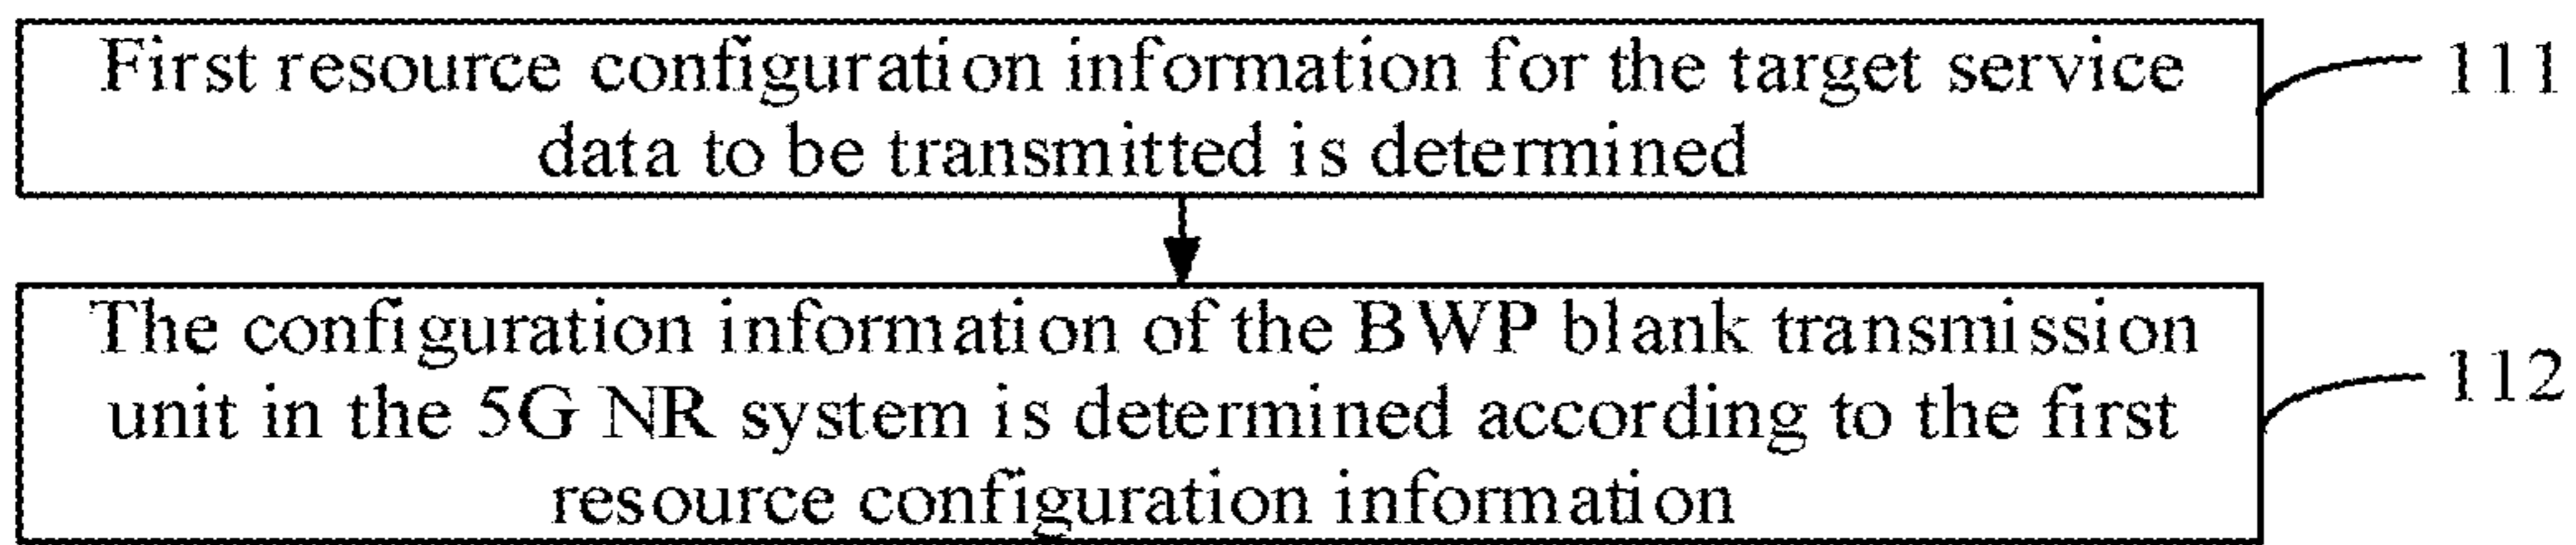 First resource configuration information for the target service
data to be transmitted is determined
111
The configuration information of the BWP blank transmission
unit in the 5G NR system is determined according to the first
resource configuration information
112